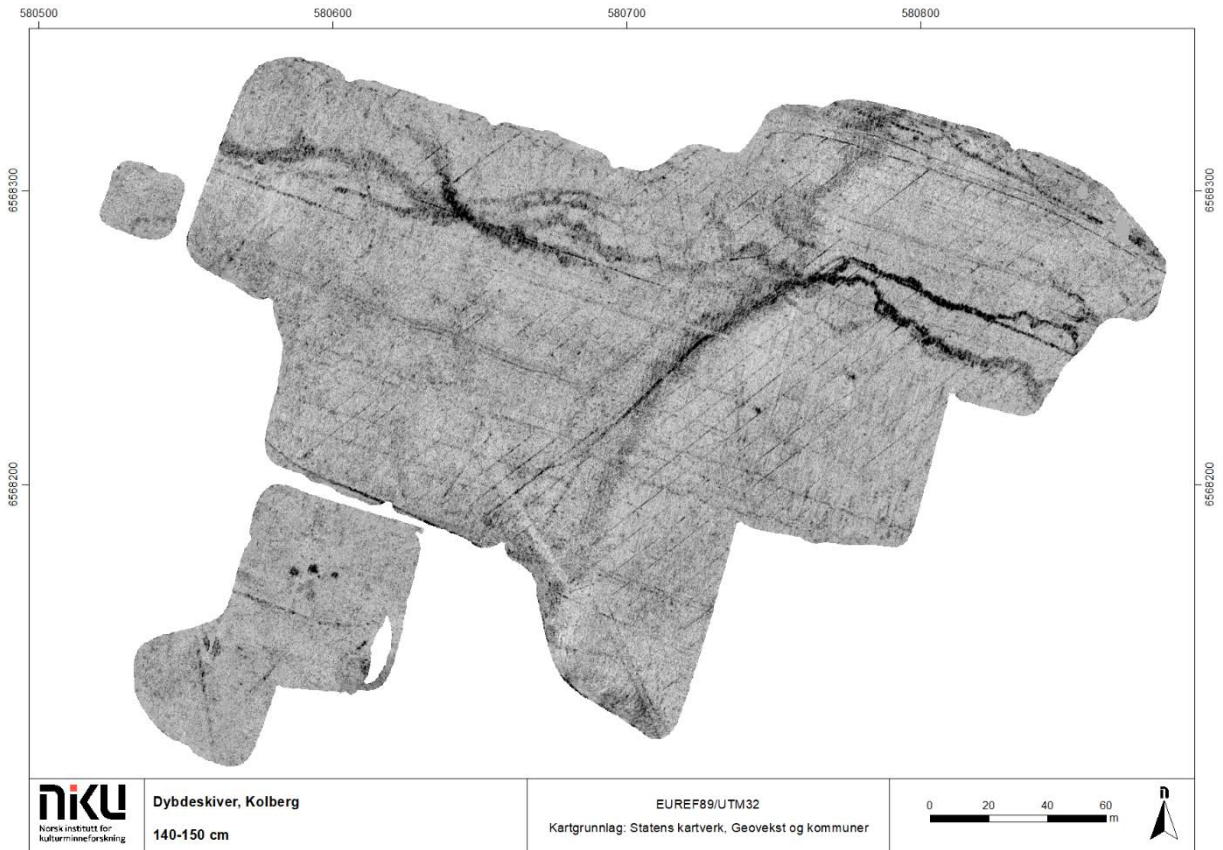 580500 580600 580700 580800
6568300 6568300
6568200 6568200
NIKU
Norsk institutt for
kulturminneforskning
Dybdeskiver, Kolberg
140-150 cm
EUREF89/UTM32
Kartgrunnlag: Statens kartverk, Geovekst og kommuner
0 20 40 60
m
n